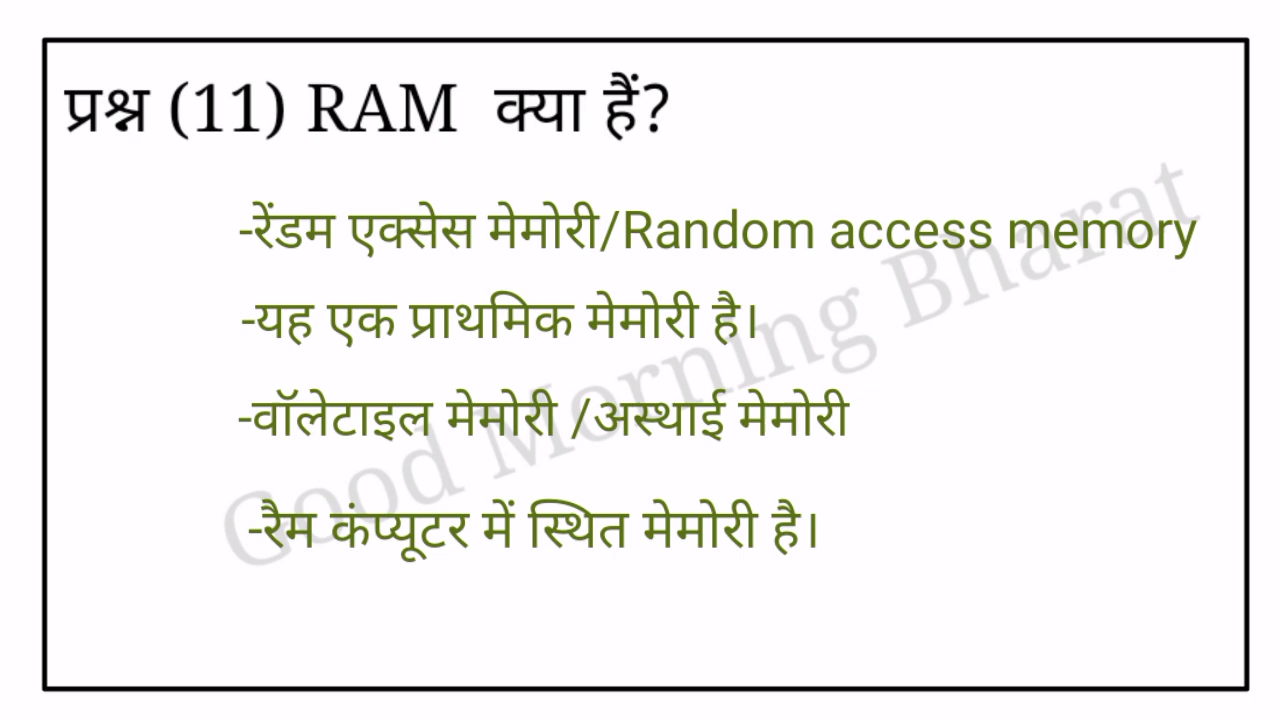 प्रश्न (11) RAM क्या हैं?
-रेंडम एक्सेस मेमोरी/Random access memory
-यह एक प्राथमिक मेमोरी है।
-वॉलेटाइल मेमोरी /अस्थाई मेमोरी
-रैम कंप्यूटर में स्थित मेमोरी है।
Good Morning Bharat